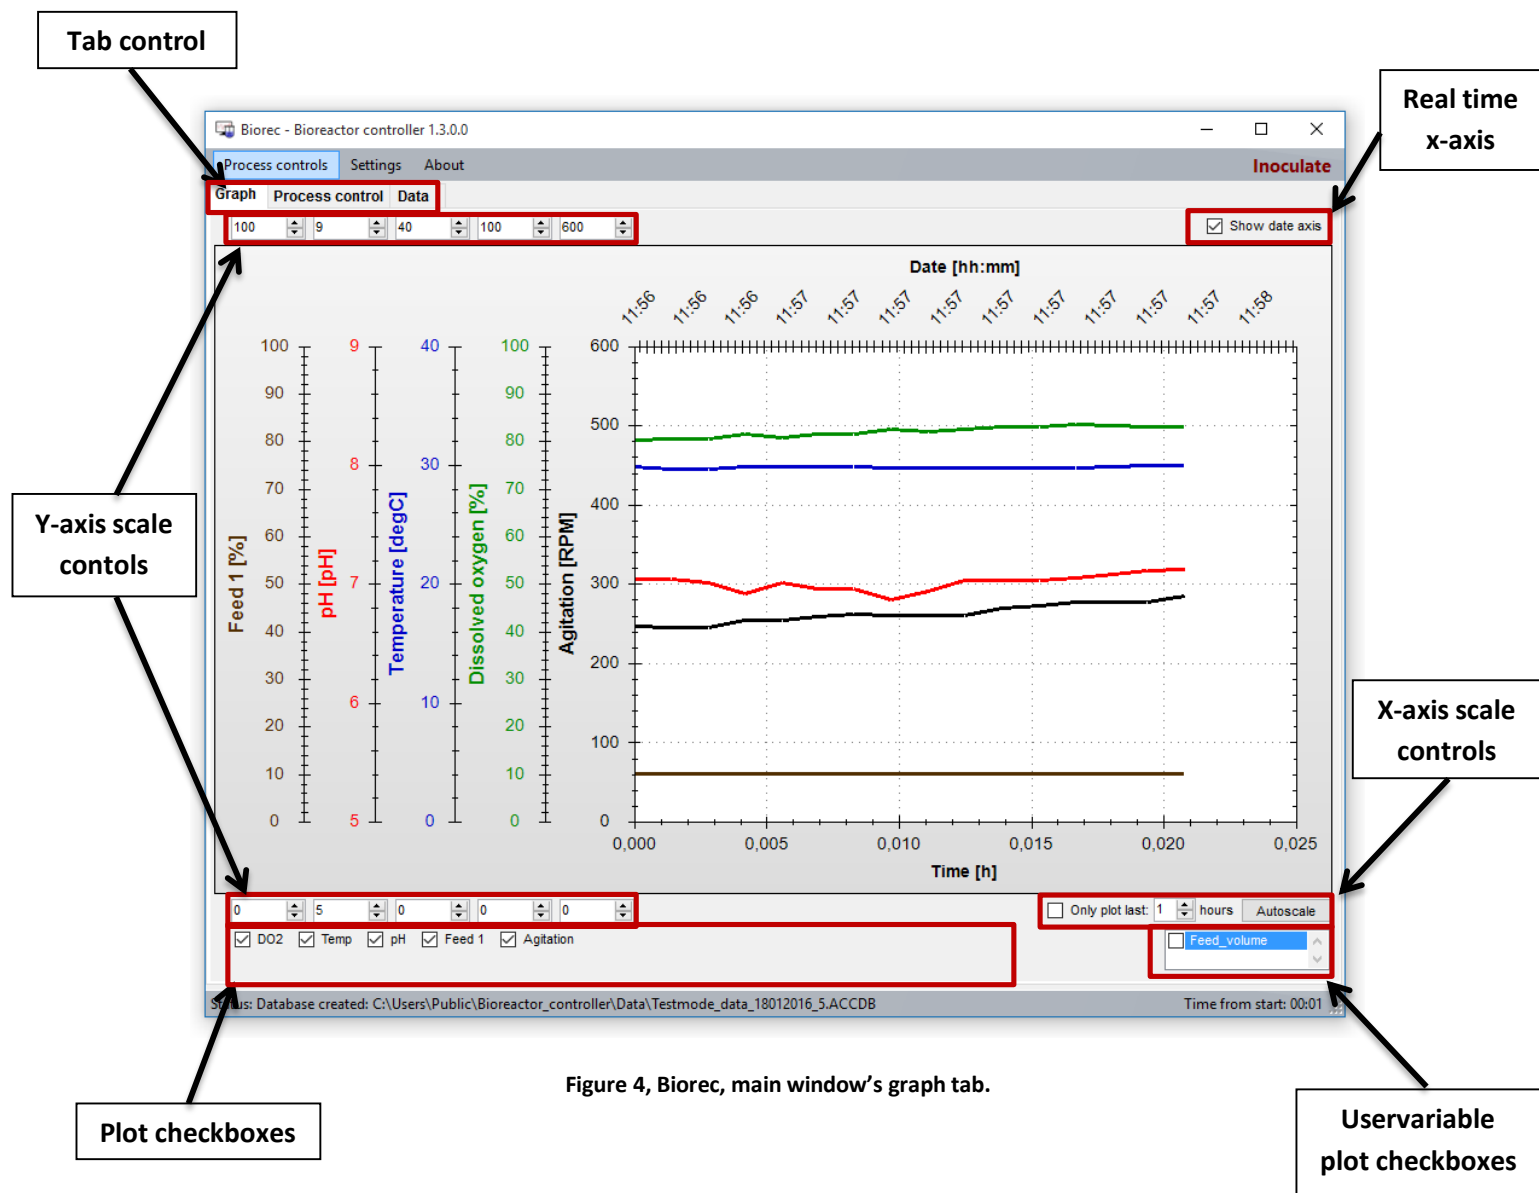 Tab control
Real time
x-axis
Biorec - Bioreactor controller 1.3.0.0
Process controls Settings About Inoculate
Graph Process control Data
100 9 40 100 600 Show date axis
Date [hh:mm]
11:56 11:56 11:56 11:57 11:57 11:57 11:57 11:57 11:57 11:57 11:57 11:57 11:58
100 9 40 100 600
90 90
80 8 30 80 500
70 70
400
60 60
50 7 20 50 300
40 40
200
30 30
6 10
20 20
100
10 10
0 5 0 0 0
Feed 1 [%]
pH [pH]
Temperature [degC]
Dissolved oxygen [%]
Agitation [RPM]
0,000 0,005 0,010 0,015 0,020 0,025
Time [h]
Y-axis scale
contols
X-axis scale
controls
0 5 0 0 0 Only plot last: 1 hours Autoscale
DO2 Temp pH Feed 1 Agitation Feed_volume
Status: Database created: C:\Users\Public\Bioreactor_controller\Data\Testmode_data_18012016_5.ACCDB Time from start: 00:01
Figure 4, Biorec, main window's graph tab.
Plot checkboxes
Uservariable
plot checkboxes